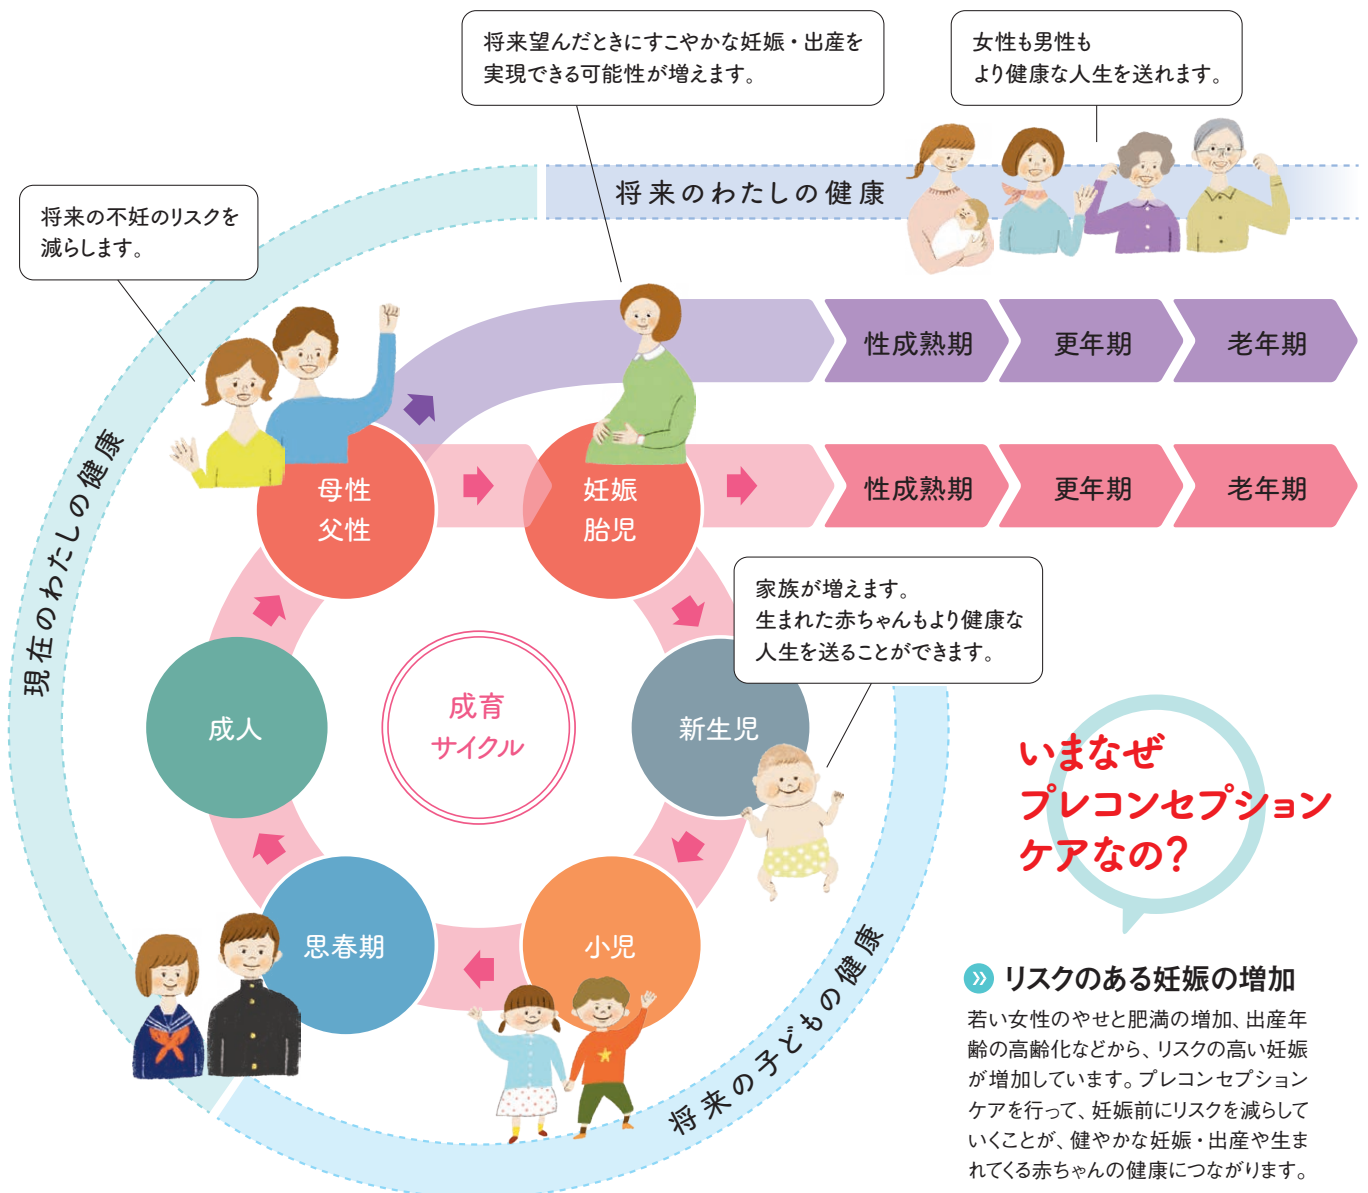 将来望んだときにすこやかな妊娠・出産を
実現できる可能性が増えます。
女性も男性も
より健康な人生を送れます。
将来のわたしの健康
将来の不妊のリスクを
減らします。
現在のわたしの健康
性成熟期
更年期
老年期
母性
父性
妊娠
胎児
性成熟期
更年期
老年期
家族が増えます。
生まれた赤ちゃんもより健康な
人生を送ることができます。
成育
サイクル
成人
新生児
思春期
小児
将来の子どもの健康
いまなぜ
プレコンセプション
ケアなの?
リスクのある妊娠の増加
若い女性のやせと肥満の増加、出産年
齢の高齢化などから、リスクの高い妊娠
が増加しています。プレコンセプション
ケアを行って、妊娠前にリスクを減らして
いくことが、健やかな妊娠・出産や生ま
れてくる赤ちゃんの健康につながります。